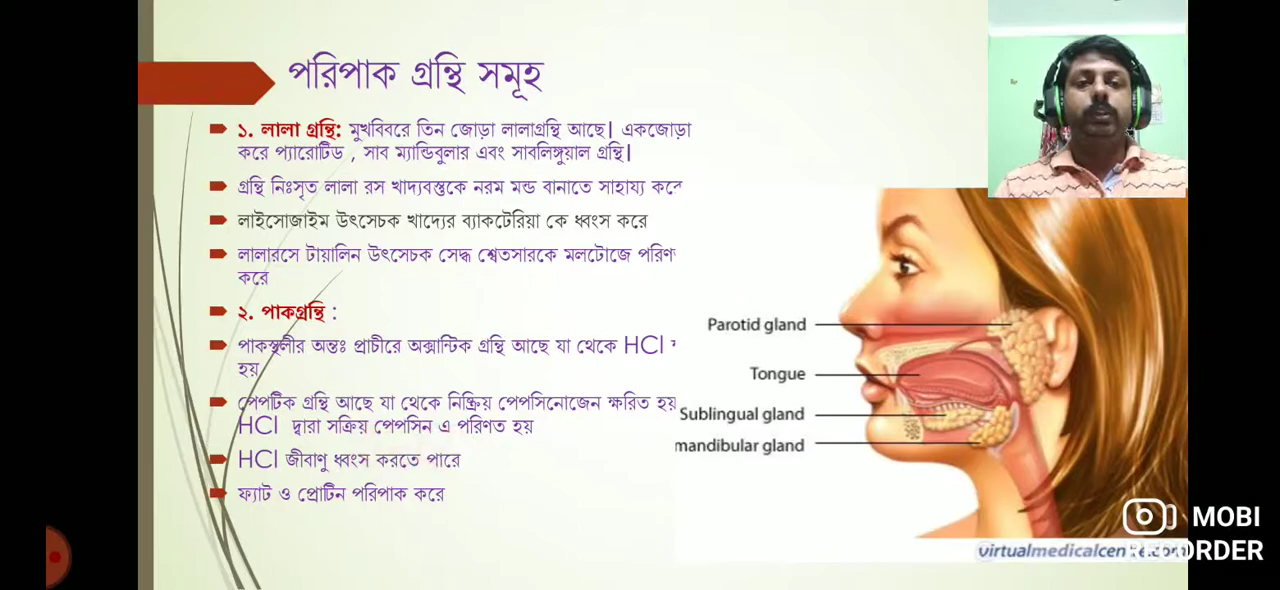 পরিপাক গ্রন্থি সমূহ
১. লালা গ্রন্থি: মুখবিবরে তিন জোড়া লালাগ্রন্থি আছে। একজোড়া
করে প্যারোটিড , সাব ম্যান্ডিবুলার এবং সাবলিঙ্গুয়াল গ্রন্থি।
গ্রন্থি নিঃসৃত লালা রস খাদ্যবস্তুকে নরম মন্ড বানাতে সাহায্য করে
লাইসোজাইম উৎসেচক খাদ্যের ব্যাকটেরিয়া কে ধ্বংস করে
লালারসে টায়ালিন উৎসেচক সেদ্ধ শ্বেতসারকে মলটোজে
করে
২. পাকগ্রন্থি :
পাকস্থলীর অন্তঃ প্রাচীরে অক্সান্টিক গ্রন্থি আছে যা থেকে HCl
হয়
পেপটিক গ্রন্থি আছে যা থেকে নিষ্ক্রিয় পেপসিনোজেন ক্ষরিত হয়
HCl দ্বারা সক্রিয় পেপসিন এ পরিণত হয়
HCl জীবাণু ধ্বংস করতে পারে
ফ্যাট ও প্রোটিন পরিপাক করে
Parotid gland
Tongue
Sublingual gland
mandibular gland
virtualmedicalcentre.com
MOBI
RECORDER